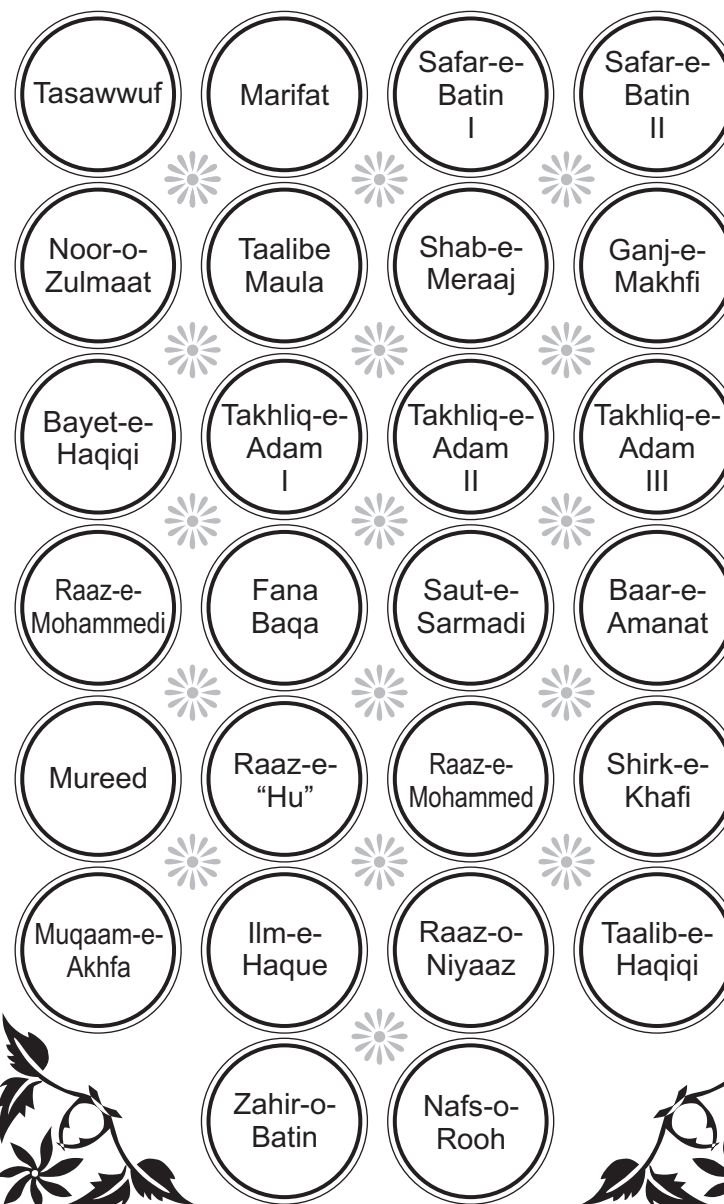 Tasawwuf
Marifat
Safar-e-
Batin
I
Safar-e-
Batin
II
Noor-o-
Zulmaat
Taalibe
Maula
Shab-e-
Meraaj
Ganj-e-
Makhfi
Bayet-e-
Haqiqi
Takhliq-e-
Adam
I
Takhliq-e-
Adam
II
Takhliq-e-
Adam
III
Raaz-e-
Mohammedi
Fana
Baqa
Saut-e-
Sarmadi
Baar-e-
Amanat
Mureed
Raaz-e-
“Hu”
Raaz-e-
Mohammed
Shirk-e-
Khafi
Muqaam-e-
Akhfa
Ilm-e-
Haque
Raaz-o-
Niyaaz
Taalib-e-
Haqiqi
Zahir-o-
Batin
Nafs-o-
Rooh